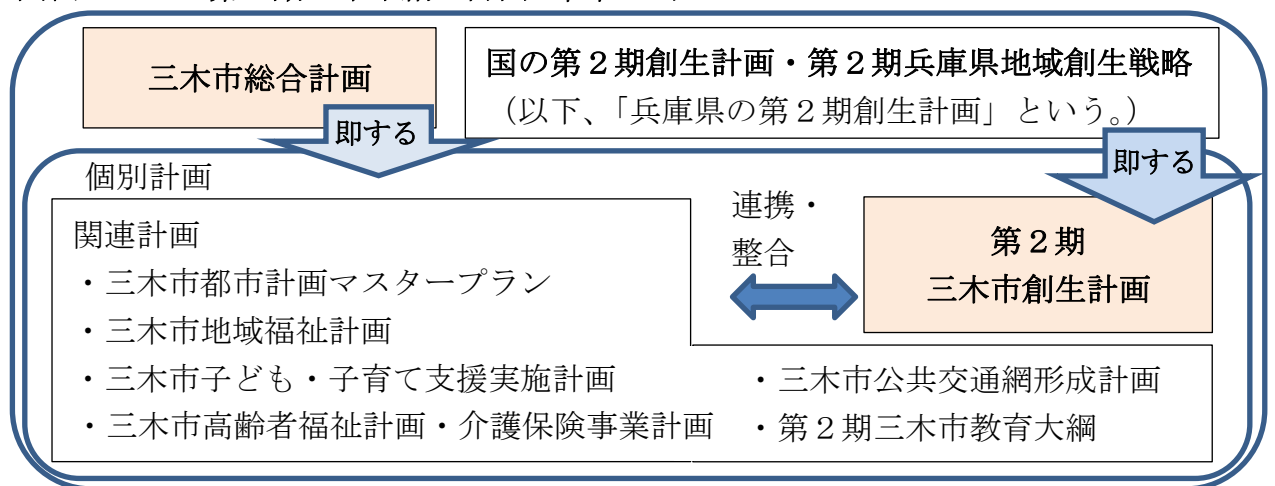 三木市総合計画
国の第２期創生計画・第２期兵庫県地域創生戦略
（以下、「兵庫県の第２期創生計画」という。）
即する
即する
個別計画
関連計画
・三木市都市計画マスタープラン
・三木市地域福祉計画
・三木市子ども・子育て支援実施計画
・三木市高齢者福祉計画・介護保険事業計画
・三木市公共交通網形成計画
・第２期三木市教育大綱
連携・
整合
第２期
三木市創生計画